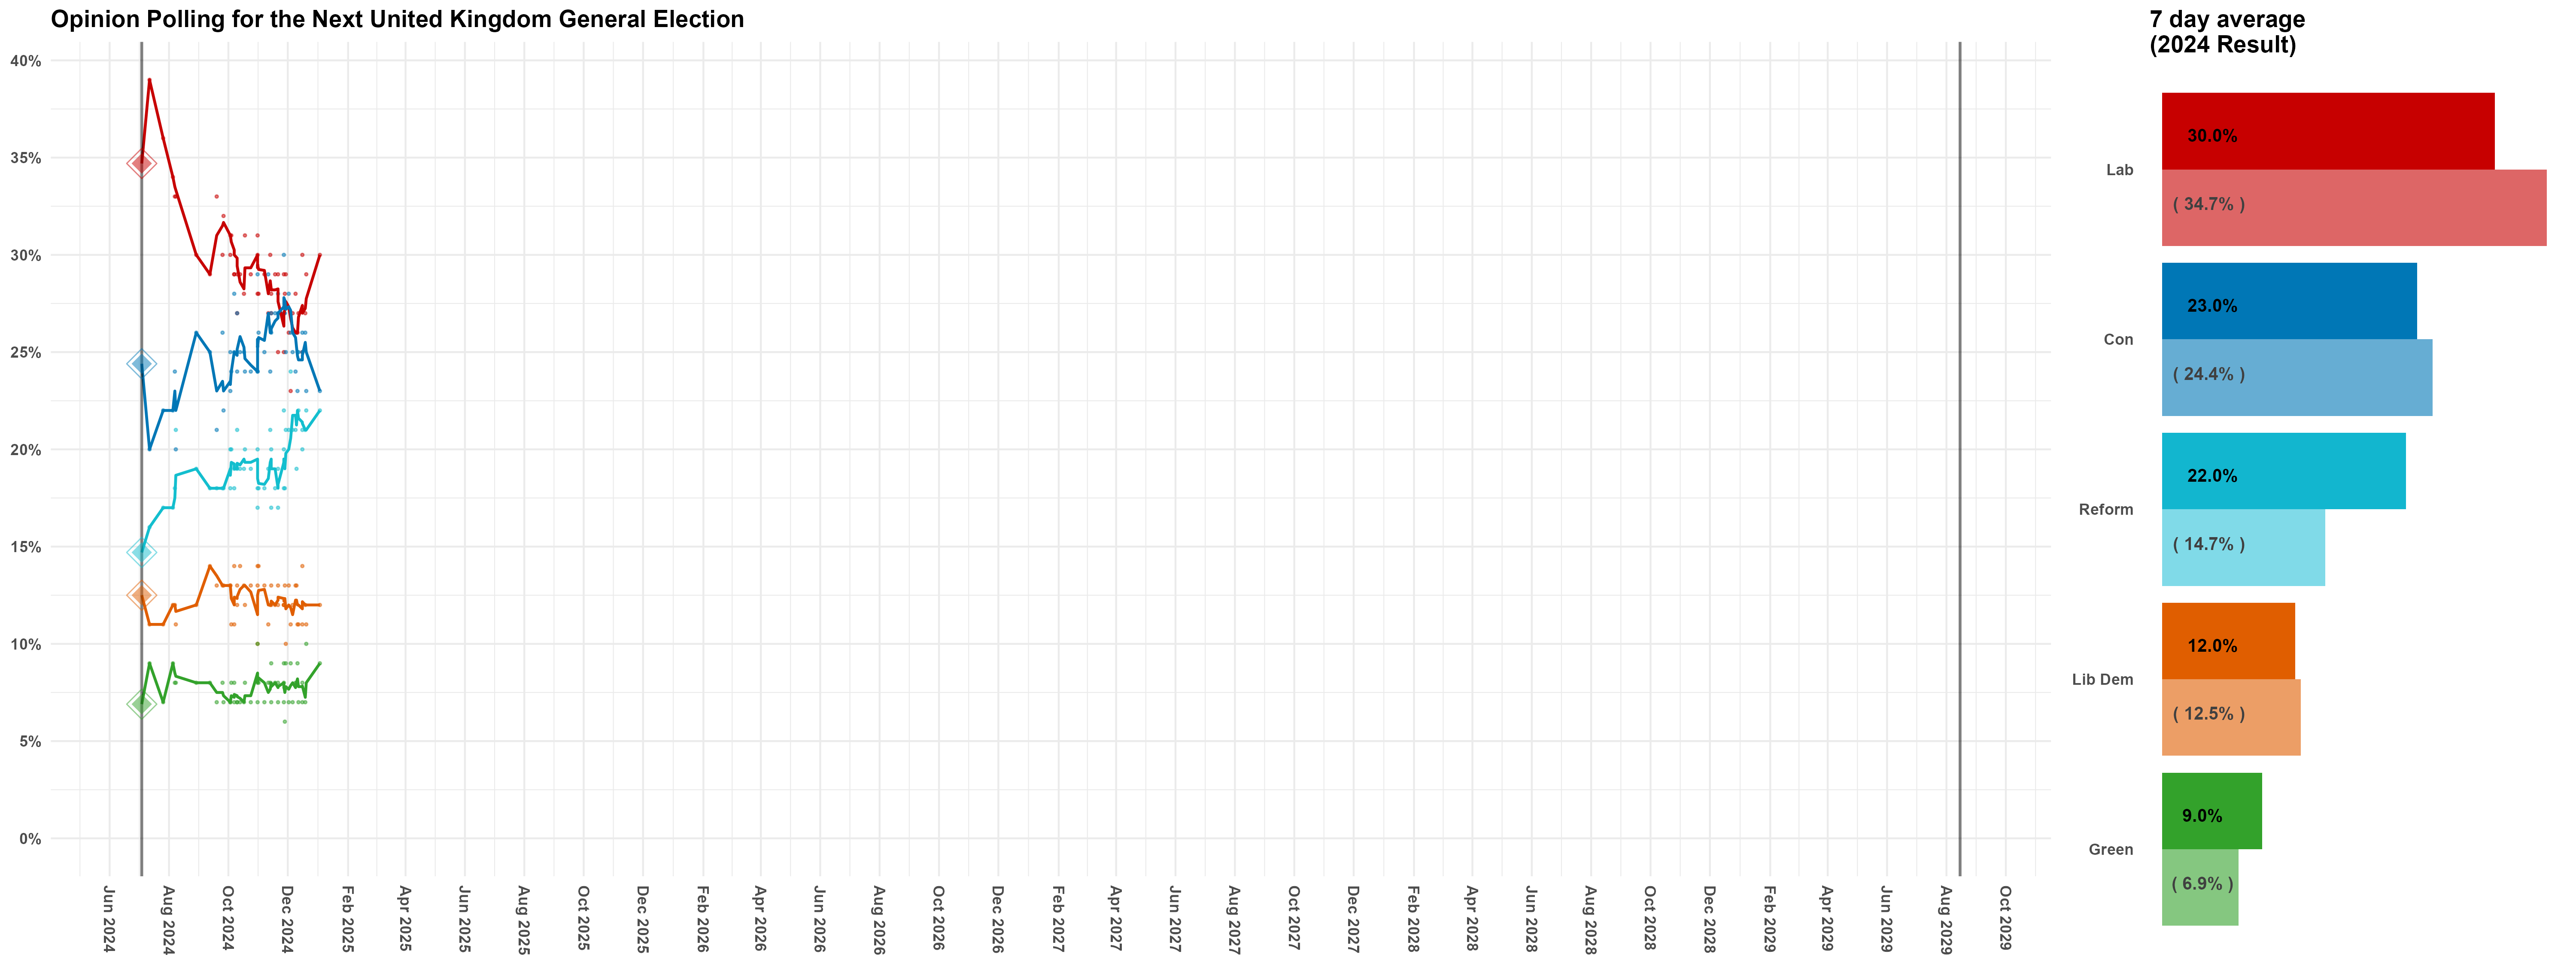 Opinion Polling for the Next United Kingdom General Election
40%
35%
30%
25%
20%
15%
10%
5%
0%
Jun 2024
Aug 2024
Oct 2024
Dec 2024
Feb 2025
Apr 2025
Jun 2025
Aug 2025
Oct 2025
Dec 2025
Feb 2026
Apr 2026
Jun 2026
Aug 2026
Oct 2026
Dec 2026
Feb 2027
Apr 2027
Jun 2027
Aug 2027
Oct 2027
Dec 2027
Feb 2028
Apr 2028
Jun 2028
Aug 2028
Oct 2028
Dec 2028
Feb 2029
Apr 2029
Jun 2029
Aug 2029
Oct 2029
7 day average
(2024 Result)
30.0%
Lab
( 34.7% )
23.0%
Con
( 24.4% )
22.0%
Reform
( 14.7% )
12.0%
Lib Dem
( 12.5% )
9.0%
Green
( 6.9% )